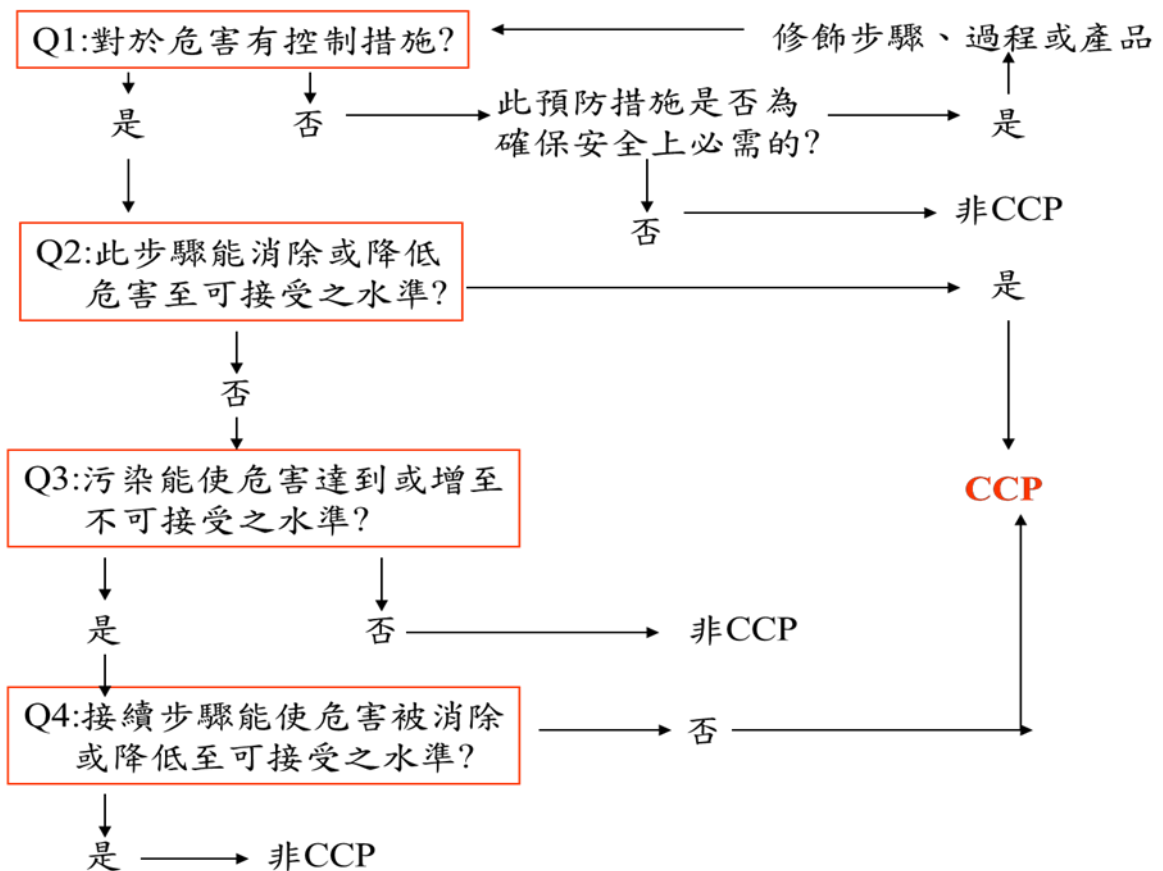 Q1:對於危害有控制措施?
修飾步驟、過程或產品
是
否
此預防措施是否為
確保安全上必需的?
是
否
非CCP
Q2:此步驟能消除或降低
危害至可接受之水準?
是
否
Q3:污染能使危害達到或增至
不可接受之水準?
CCP
是
否
非CCP
Q4:接續步驟能使危害被消除
或降低至可接受之水準?
否
是
非CCP